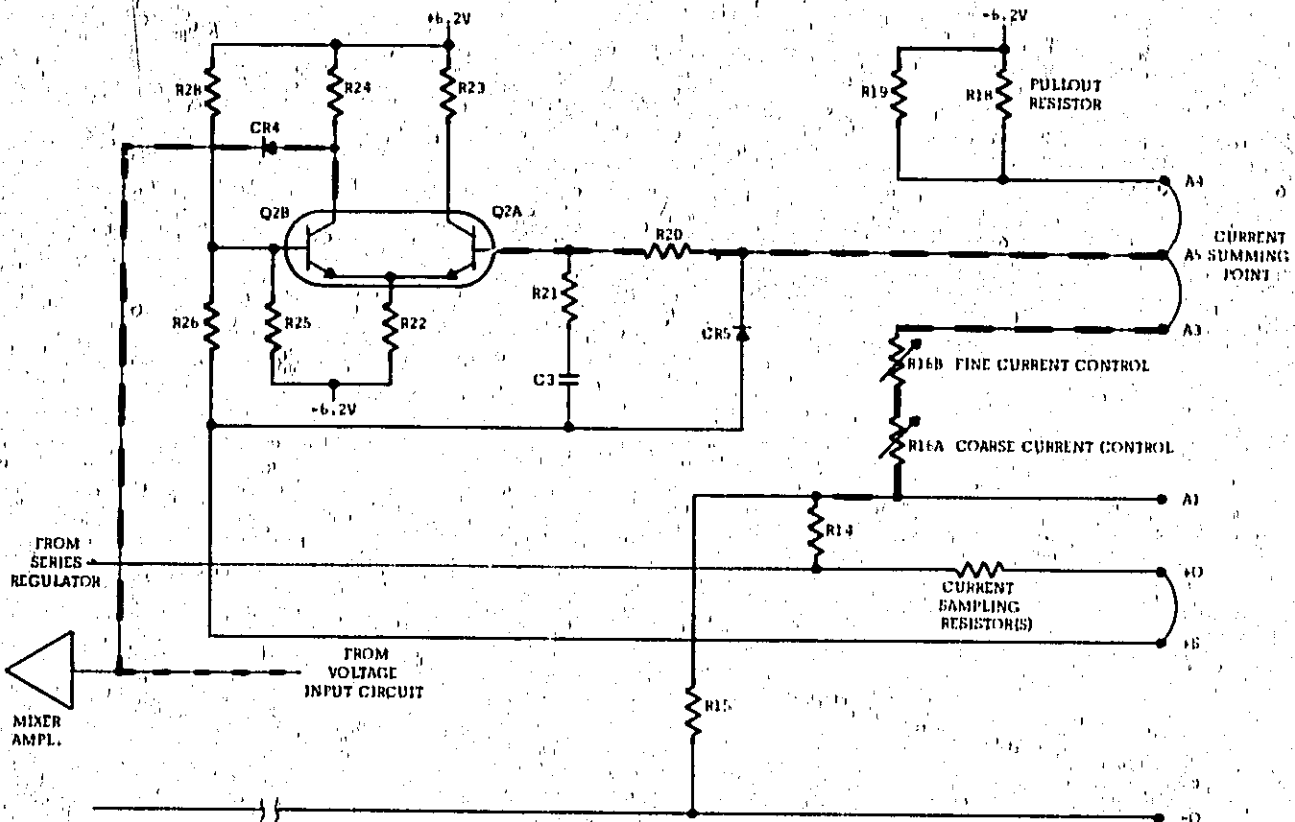 +6.2V
-6.2V
R28
R24
R23
R19
R18
PULLOUT
RESISTOR
CR4
A4
Q2B
Q2A
R20
CURRENT
A5 SUMMING
POINT
R21
R26
R25
R22
CR5
A3
R16B FINE CURRENT CONTROL
C3
-6.2V
R16A COARSE CURRENT CONTROL
A1
R14
FROM
SERIES
REGULATOR
CURRENT
SAMPLING
RESISTOR(S)
FROM
VOLTAGE
INPUT CIRCUIT
R15
MIXER
AMPL.